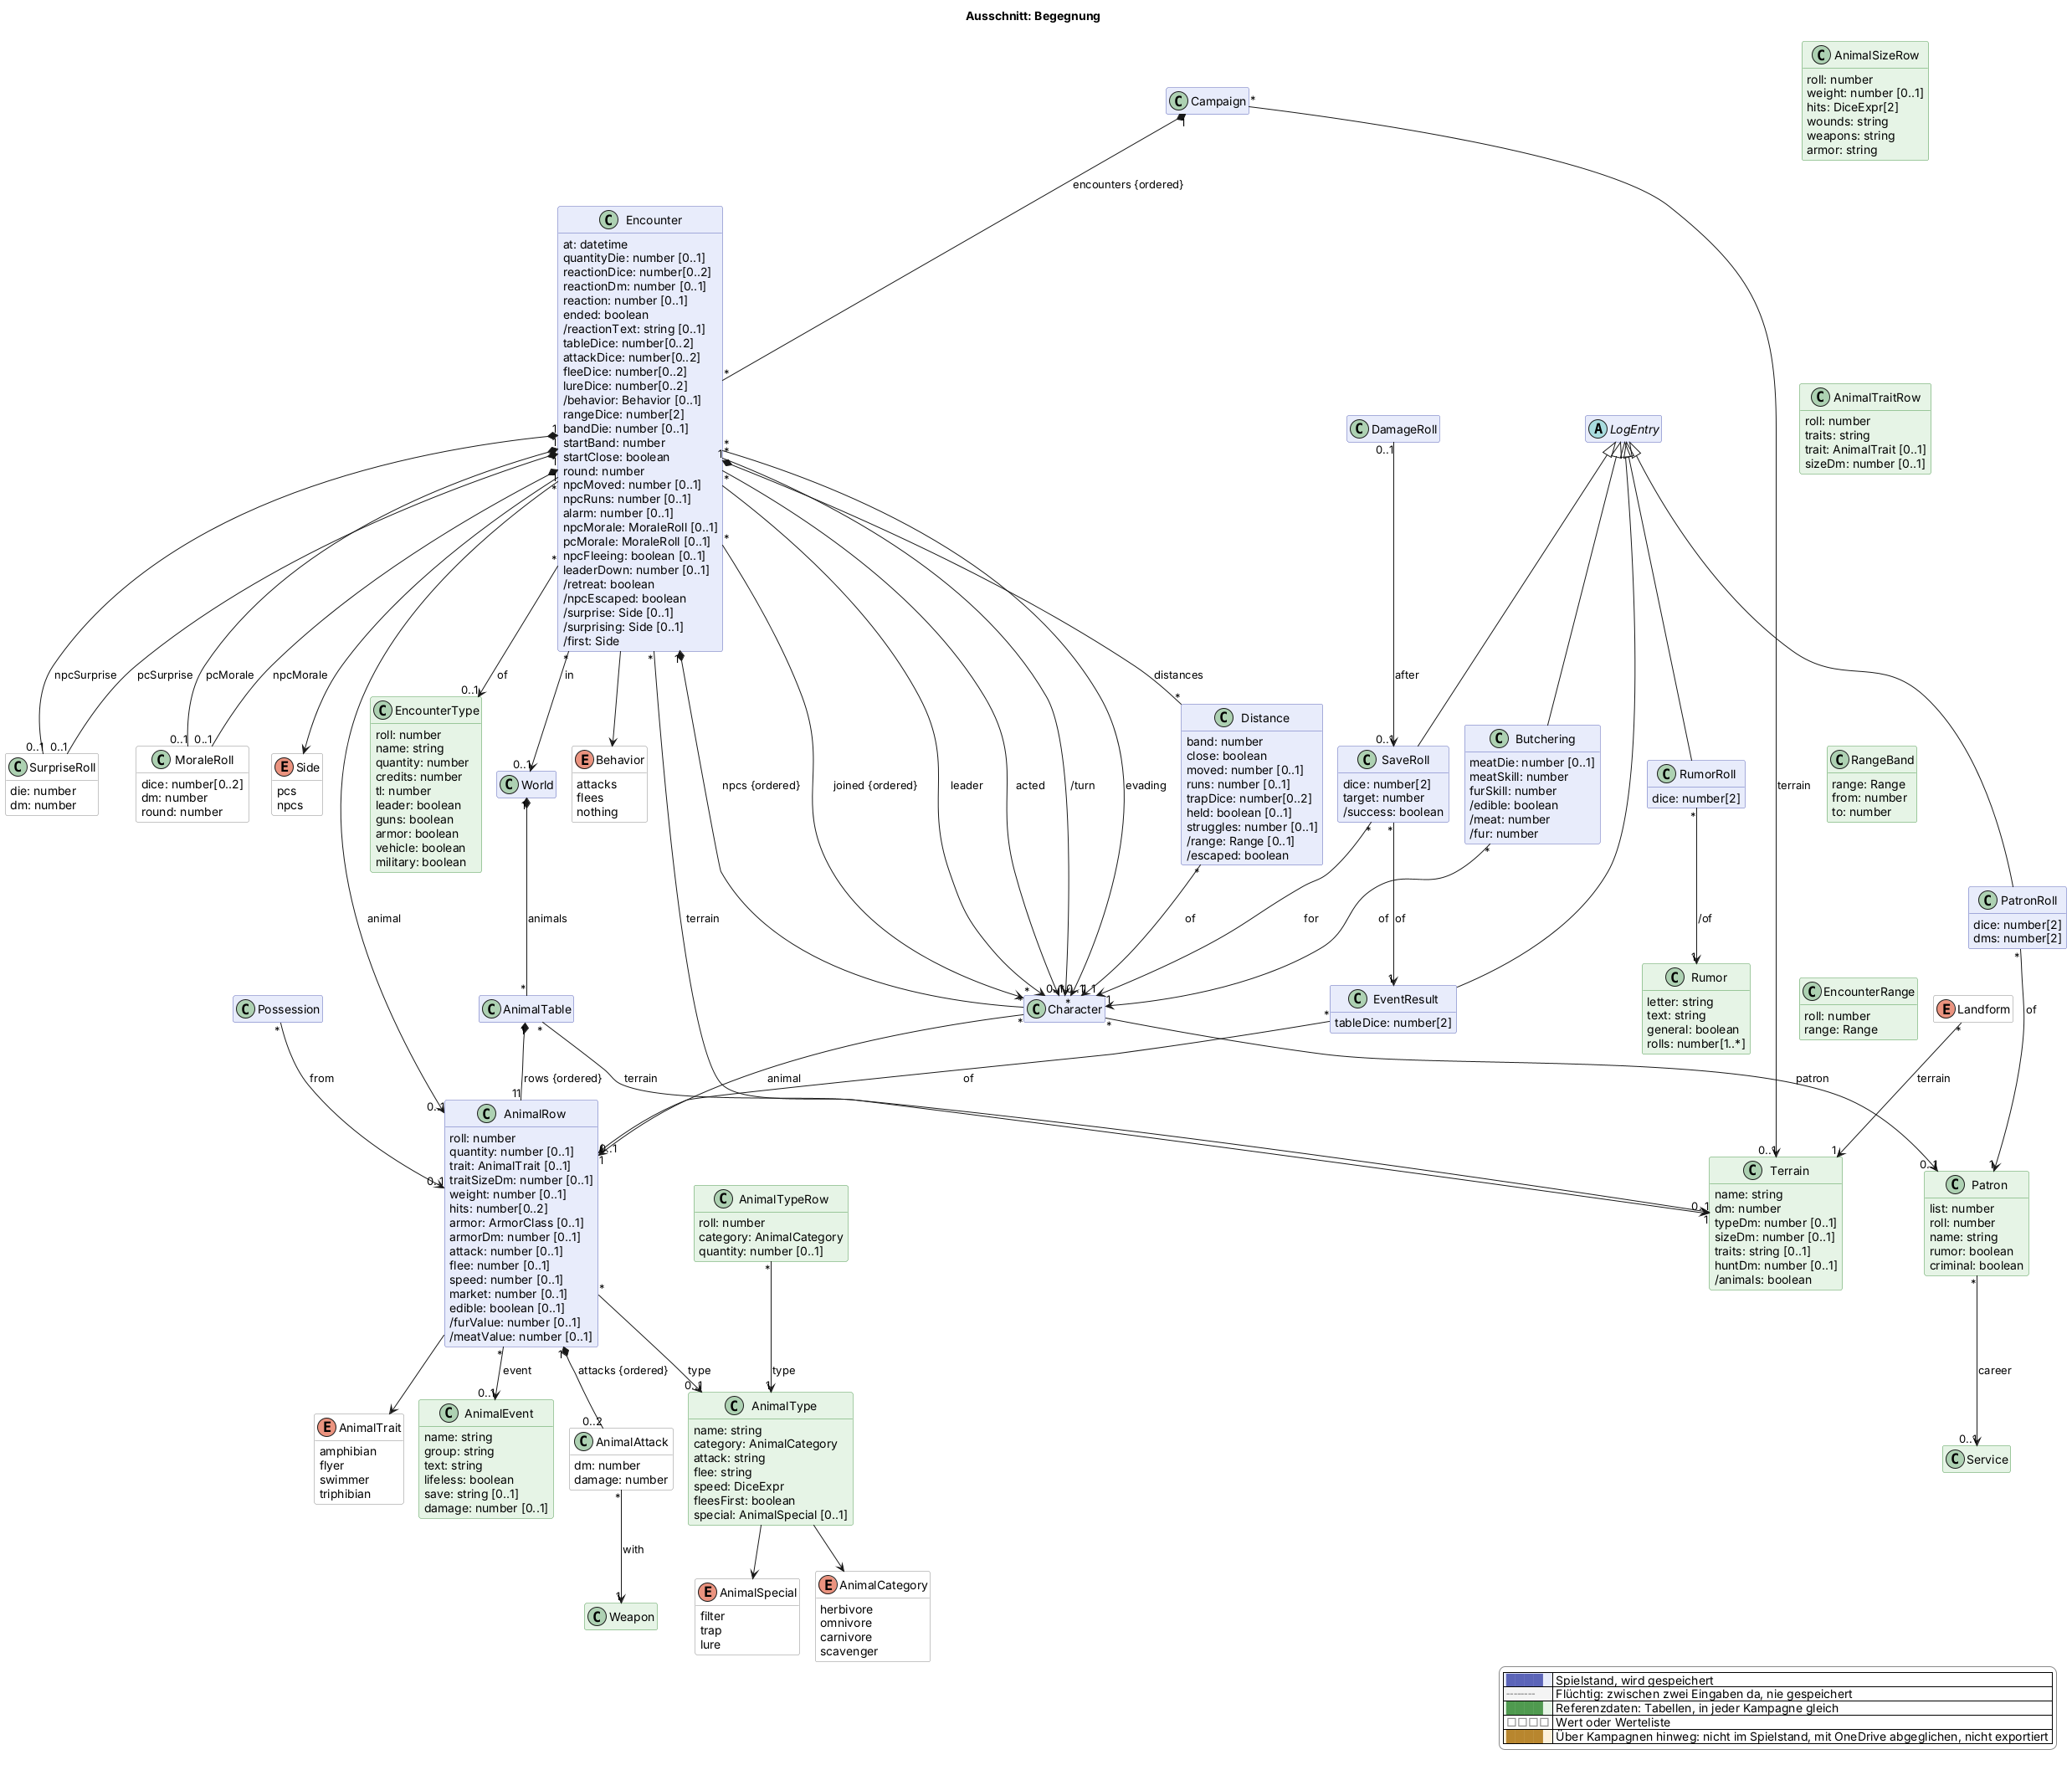 Ausschnitt: Begegnung
AnimalSizeRow
roll: number
weight: number [0..1]
hits: DiceExpr[2]
wounds: string
weapons: string
armor: string
Campaign
*
1
encounters {ordered}
Encounter
at: datetime
quantityDie: number [0..1]
reactionDice: number[0..2]
reactionDm: number [0..1]
reaction: number [0..1]
ended: boolean
/reactionText: string [0..1]
tableDice: number[0..2]
attackDice: number[0..2]
fleeDice: number[0..2]
lureDice: number[0..2]
/behavior: Behavior [0..1]
rangeDice: number[2]
bandDie: number [0..1]
startBand: number
startClose: boolean
round: number
npcMoved: number [0..1]
npcRuns: number [0..1]
alarm: number [0..1]
npcMorale: MoraleRoll [0..1]
pcMorale: MoraleRoll [0..1]
npcFleeing: boolean [0..1]
leaderDown: number [0..1]
/retreat: boolean
/npcEscaped: boolean
/surprise: Side [0..1]
/surprising: Side [0..1]
/first: Side
AnimalTraitRow
roll: number
traits: string
trait: AnimalTrait [0..1]
sizeDm: number [0..1]
DamageRoll
0..1
LogEntry
npcSurprise
pcSurprise
pcMorale
npcMorale
of
in
distances
after
terrain
SurpriseRoll
die: number
dm: number
MoraleRoll
dice: number[0..2]
dm: number
round: number
Side
pcs
npcs
EncounterType
roll: number
name: string
quantity: number
credits: number
tl: number
leader: boolean
guns: boolean
armor: boolean
vehicle: boolean
military: boolean
World
Behavior
attacks
flees
nothing
npcs {ordered}
joined {ordered}
leader
acted
/turn
evading
Distance
band: number
close: boolean
moved: number [0..1]
runs: number [0..1]
trapDice: number[0..2]
held: boolean [0..1]
struggles: number [0..1]
/range: Range [0..1]
/escaped: boolean
SaveRoll
dice: number[2]
target: number
/success: boolean
Butchering
meatDie: number [0..1]
meatSkill: number
furSkill: number
/edible: boolean
/meat: number
/fur: number
RumorRoll
dice: number[2]
RangeBand
range: Range
from: number
to: number
PatronRoll
dice: number[2]
dms: number[2]
animal
animals
terrain
of
for
of
of
/of
Possession
AnimalTable
Character
EventResult
tableDice: number[2]
Rumor
letter: string
text: string
general: boolean
rolls: number[1..*]
EncounterRange
roll: number
range: Range
Landform
of
from
rows {ordered}
terrain
animal
of
patron
terrain
AnimalRow
roll: number
quantity: number [0..1]
trait: AnimalTrait [0..1]
traitSizeDm: number [0..1]
weight: number [0..1]
hits: number[0..2]
armor: ArmorClass [0..1]
armorDm: number [0..1]
attack: number [0..1]
flee: number [0..1]
speed: number [0..1]
market: number [0..1]
edible: boolean [0..1]
/furValue: number [0..1]
/meatValue: number [0..1]
AnimalTypeRow
roll: number
category: AnimalCategory
quantity: number [0..1]
Terrain
name: string
dm: number
typeDm: number [0..1]
sizeDm: number [0..1]
traits: string [0..1]
huntDm: number [0..1]
/animals: boolean
Patron
list: number
roll: number
name: string
rumor: boolean
criminal: boolean
event
attacks {ordered}
type
type
career
AnimalTrait
amphibian
flyer
swimmer
triphibian
AnimalEvent
name: string
group: string
text: string
lifeless: boolean
save: string [0..1]
damage: number [0..1]
AnimalAttack
dm: number
damage: number
AnimalType
name: string
category: AnimalCategory
attack: string
flee: string
speed: DiceExpr
fleesFirst: boolean
special: AnimalSpecial [0..1]
Service
with
Weapon
AnimalSpecial
filter
trap
lure
AnimalCategory
herbivore
omnivore
carnivore
scavenger
Spielstand, wird gespeichert
Flüchtig: zwischen zwei Eingaben da, nie gespeichert
Referenzdaten: Tabellen, in jeder Kampagne gleich
Wert oder Werteliste
Über Kampagnen hinweg: nicht im Spielstand, mit OneDrive abgeglichen, nicht exportiert